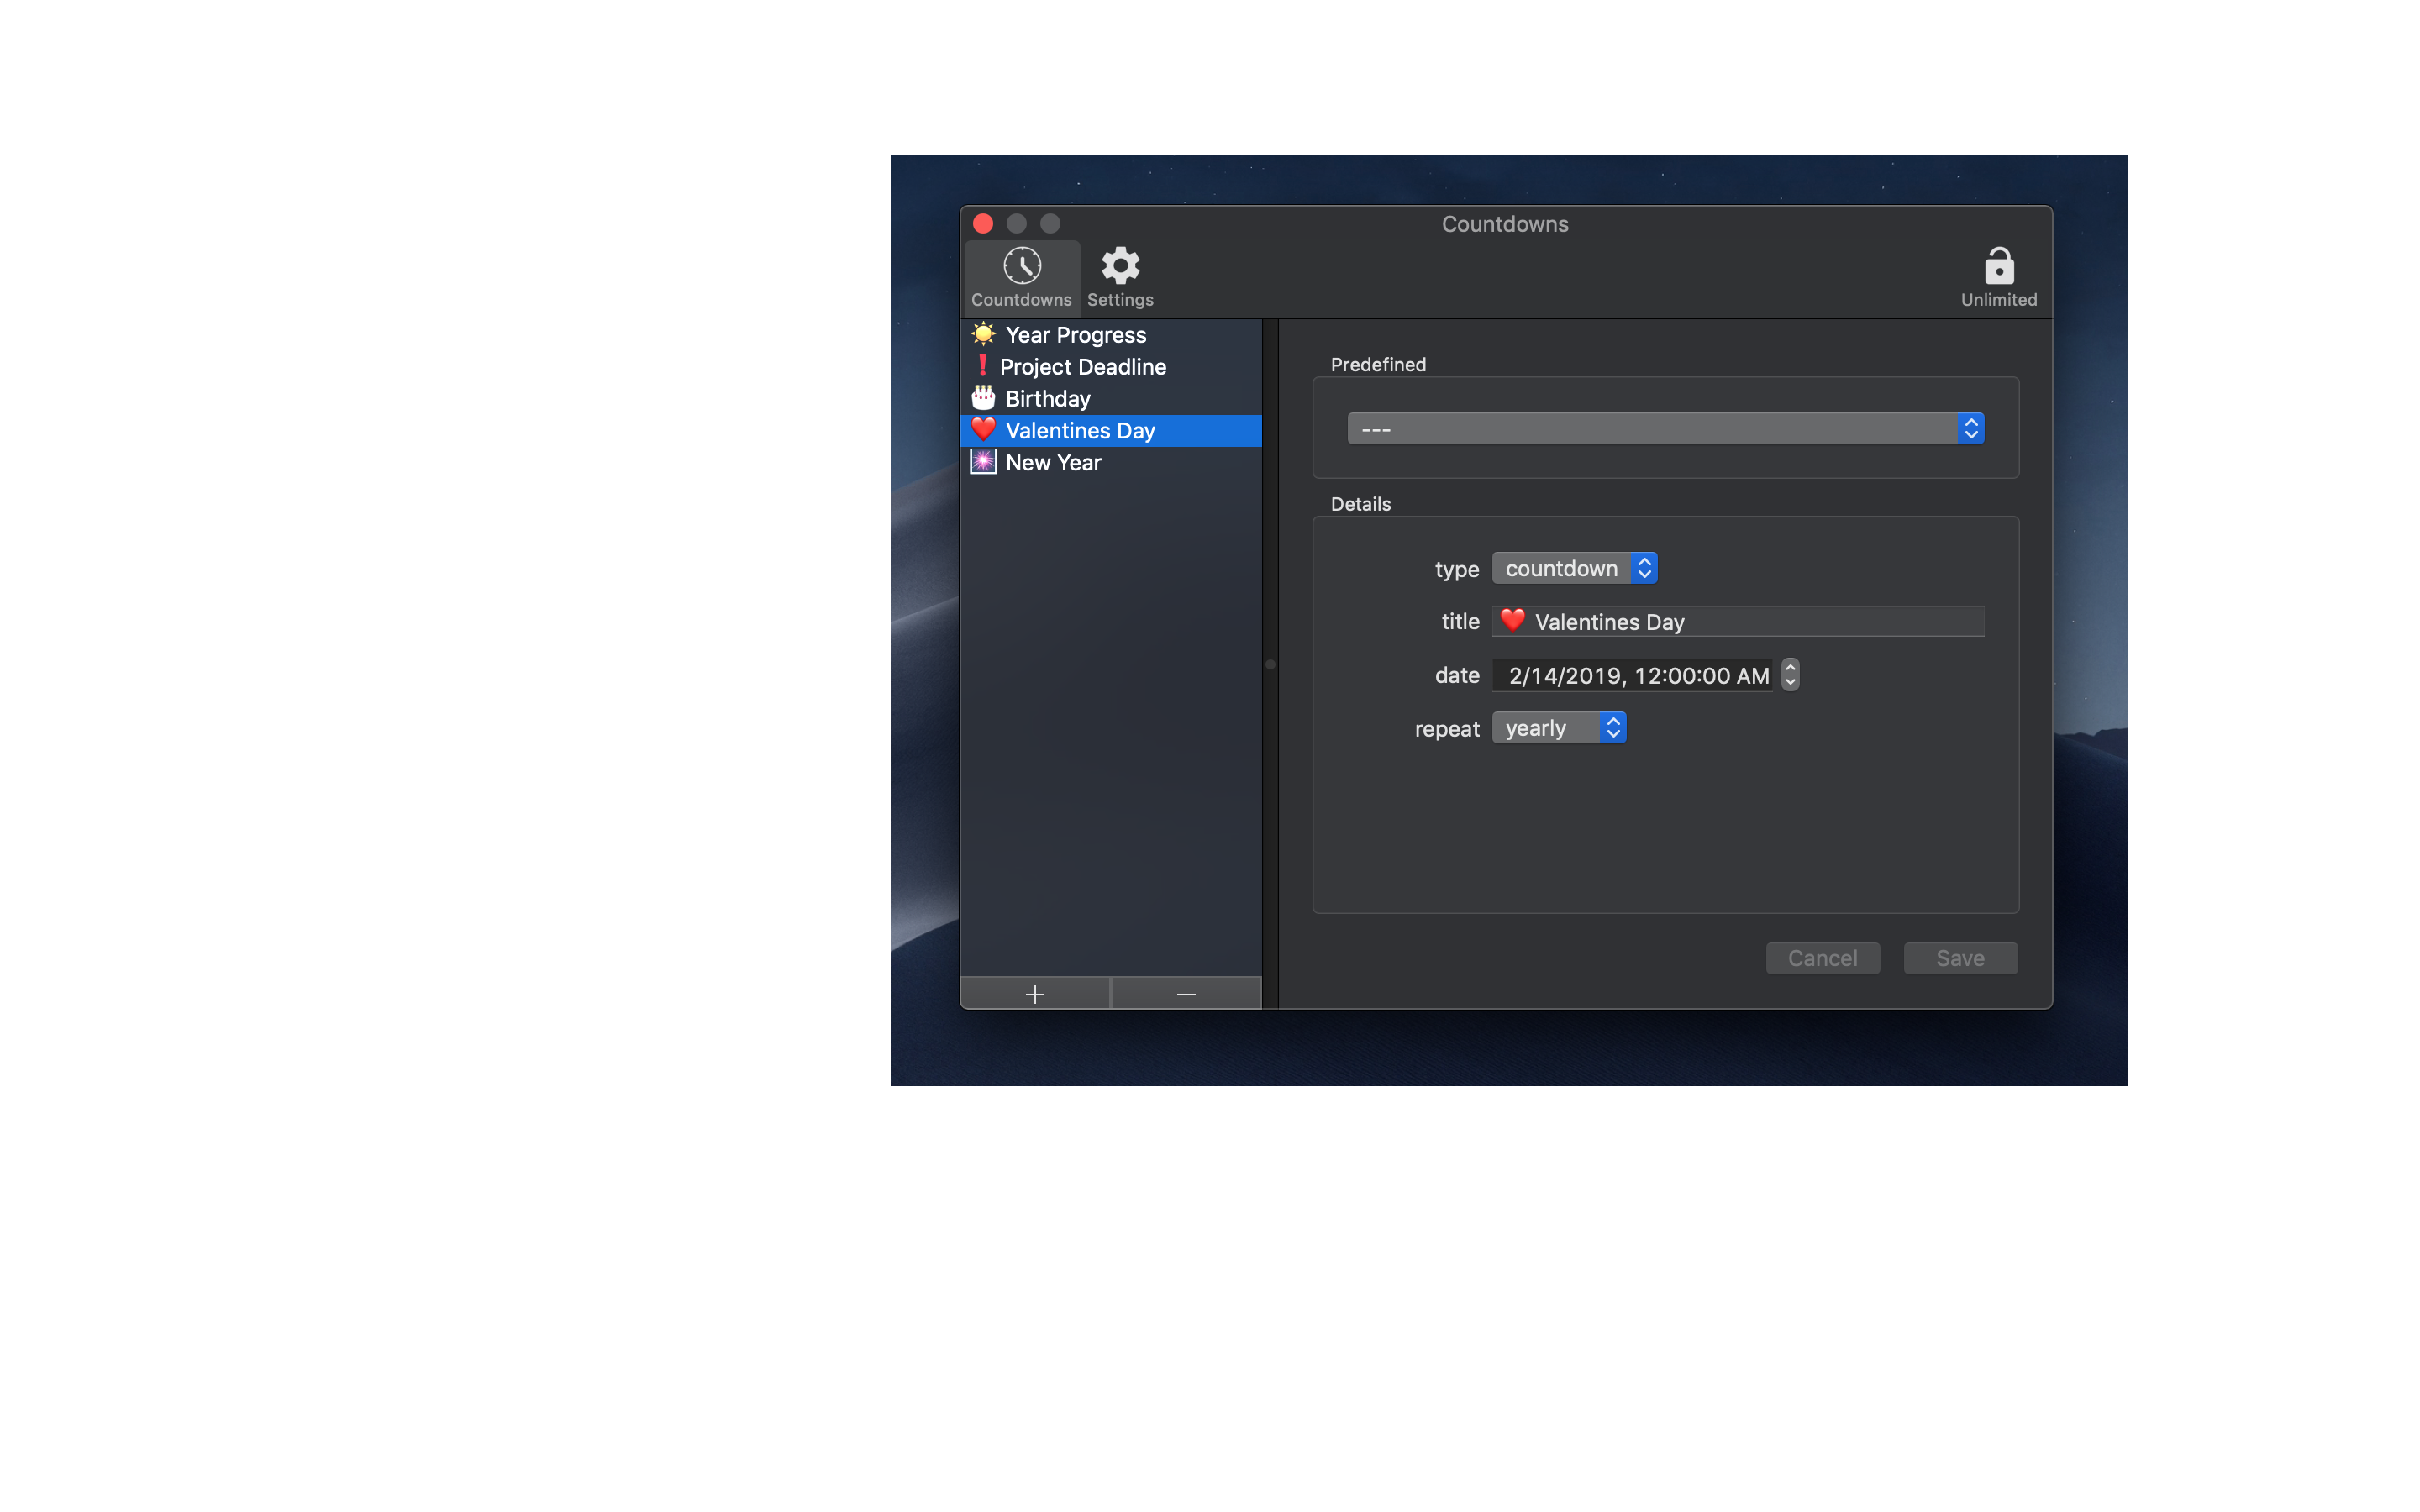 Countdowns
Countdowns Settings Unlimited
☀️ Year Progress
❗ Project Deadline
🎂 Birthday
❤️ Valentines Day
🎆 New Year
Predefined
---
Details
type countdown
title ❤️ Valentines Day
date 2/14/2019, 12:00:00 AM
repeat yearly
Cancel Save